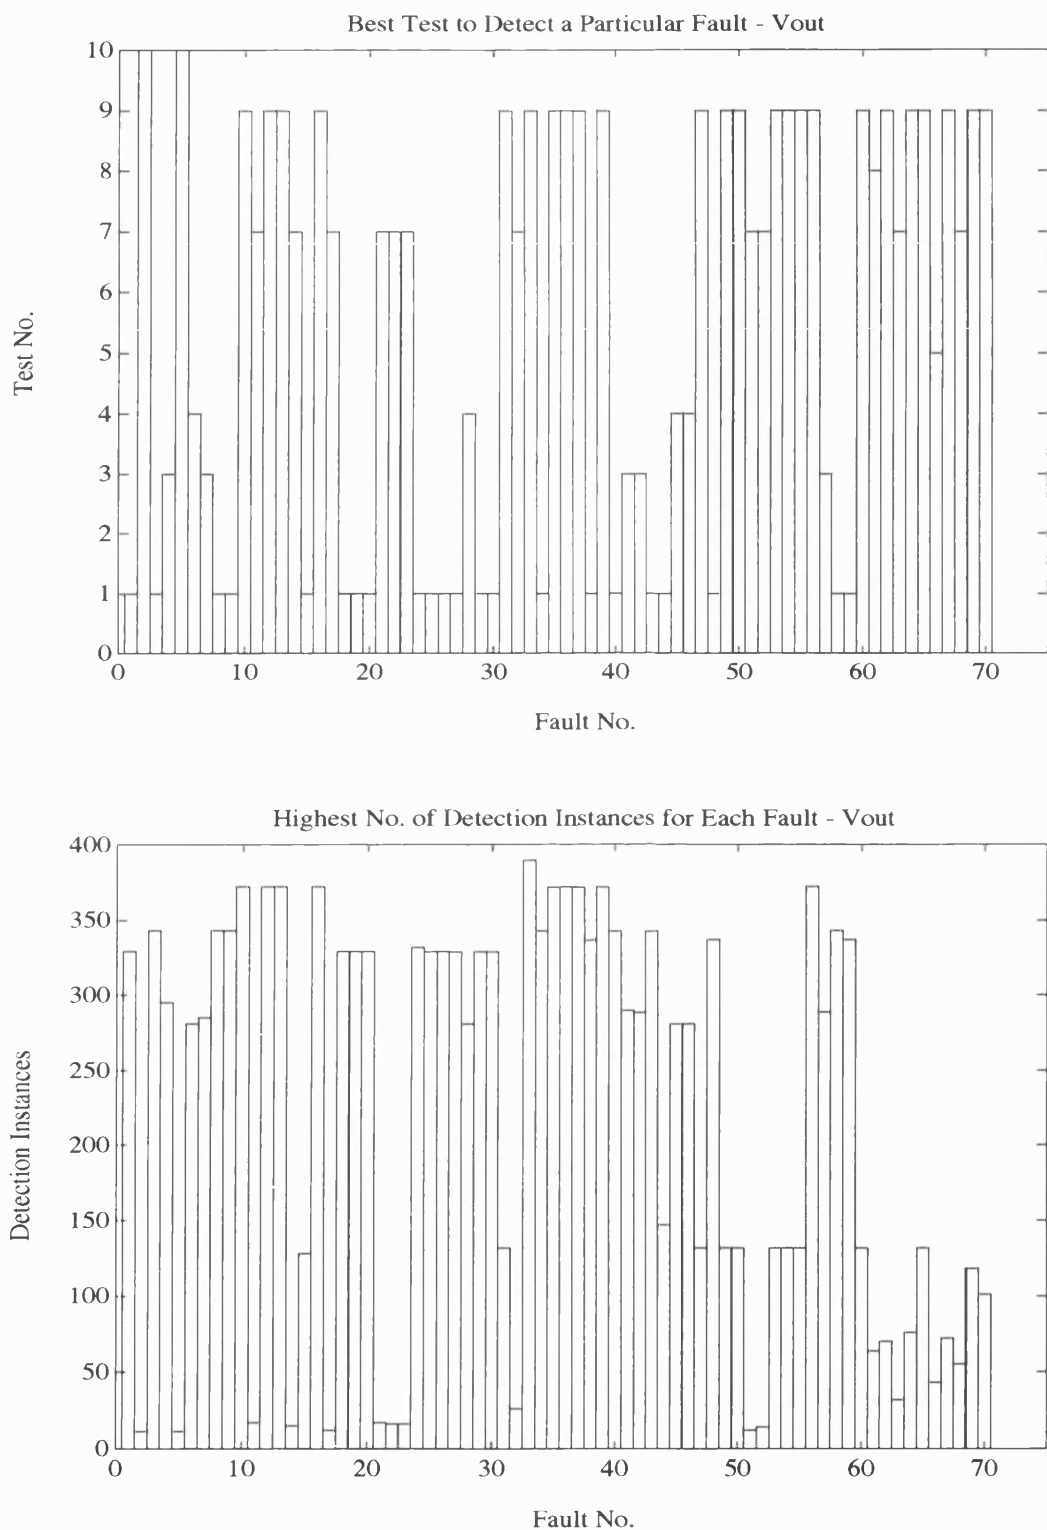 Best Test to Detect a Particular Fault - Vout
10
9
8
7
6
5
4
3
2
1
0
Test No.
0 10 20 30 40 50 60 70
Fault No.
Highest No. of Detection Instances for Each Fault - Vout
400
350
300
250
200
150
100
50
0
Detection Instances
0 10 20 30 40 50 60 70
Fault No.